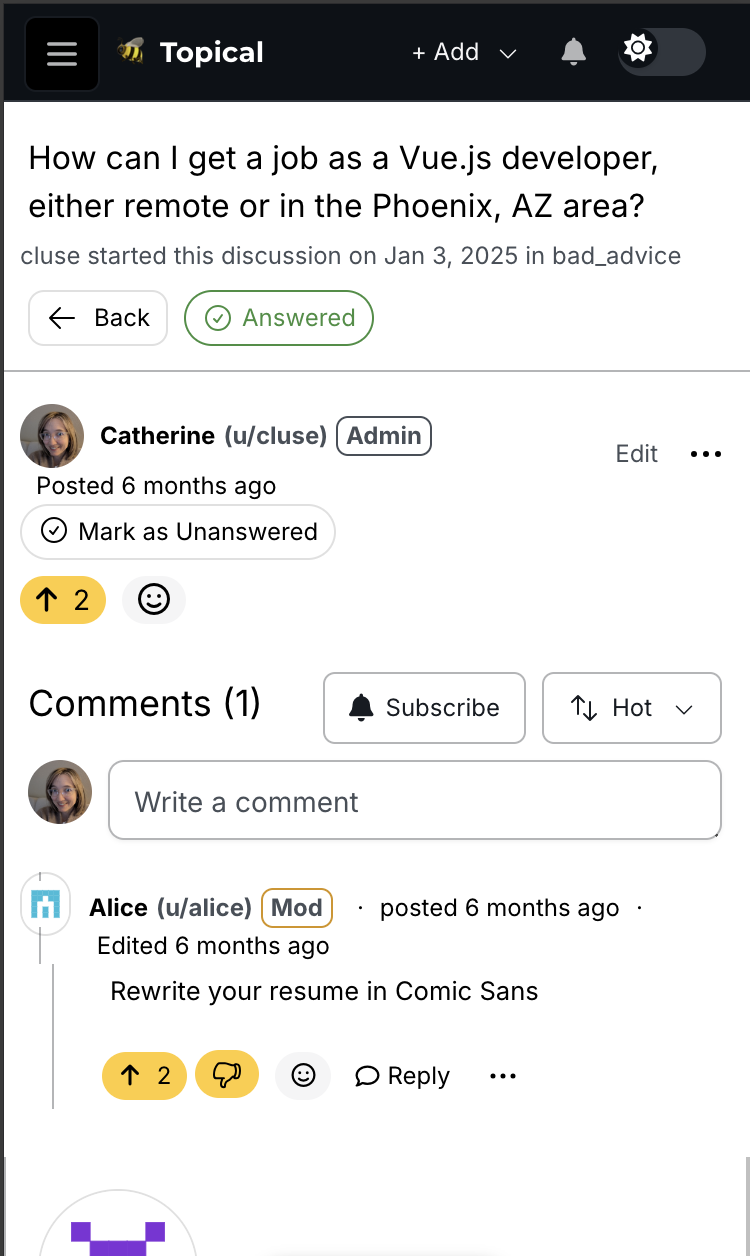 Topical
+ Add
How can I get a job as a Vue.js developer,
either remote or in the Phoenix, AZ area?
cluse started this discussion on Jan 3, 2025 in bad_advice
Back
Answered
Catherine (u/cluse) Admin
Edit
Posted 6 months ago
Mark as Unanswered
2
Comments (1)
Subscribe
Hot
Write a comment
Alice (u/alice) Mod · posted 6 months ago ·
Edited 6 months ago
Rewrite your resume in Comic Sans
2
Reply